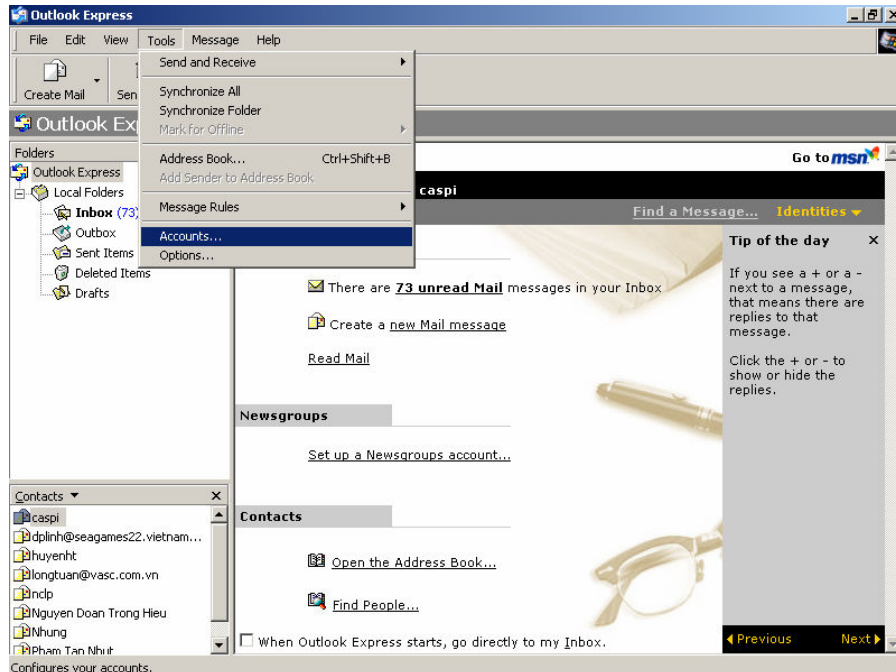 Outlook Express
File Edit View Tools Message Help
Create Mail
Sen
Send and Receive
Synchronize All
Synchronize Folder
Mark for Offline
Address Book... Ctrl+Shift+B
Add Sender to Address Book
Message Rules
Accounts...
Options...
Outlook Ex
Folders
Outlook Express
Local Folders
Inbox (73)
Outbox
Sent Items
Deleted Items
Drafts
Contacts
caspi
dplinh@seagames22.vietnam...
huyenht
longtuan@vasc.com.vn
nclp
Nguyen Doan Trong Hieu
Nhung
Pham Tan Nhut
Go to msn
caspi
Find a Message... Identities
There are 73 unread Mail messages in your Inbox
Create a new Mail message
Read Mail
Newsgroups
Set up a Newsgroups account...
Contacts
Open the Address Book...
Find People...
When Outlook Express starts, go directly to my Inbox.
Tip of the day x
If you see a + or a -
next to a message,
that means there are
replies to that
message.
Click the + or - to
show or hide the
replies.
Previous Next
Configures your accounts.